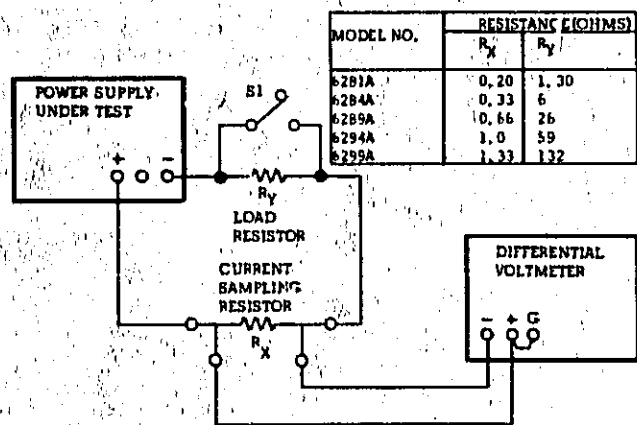 MODEL NO.
RESISTANCE(OHMS)
RX RY
6281A 0.20 1.30
6284A 0.33 6
6289A 0.66 26
6294A 1.0 59
6299A 1.33 132
POWER SUPPLY
UNDER TEST
+ -
S1
RY
LOAD
RESISTOR
CURRENT
SAMPLING
RESISTOR
RX
DIFFERENTIAL
VOLTMETER
- + G